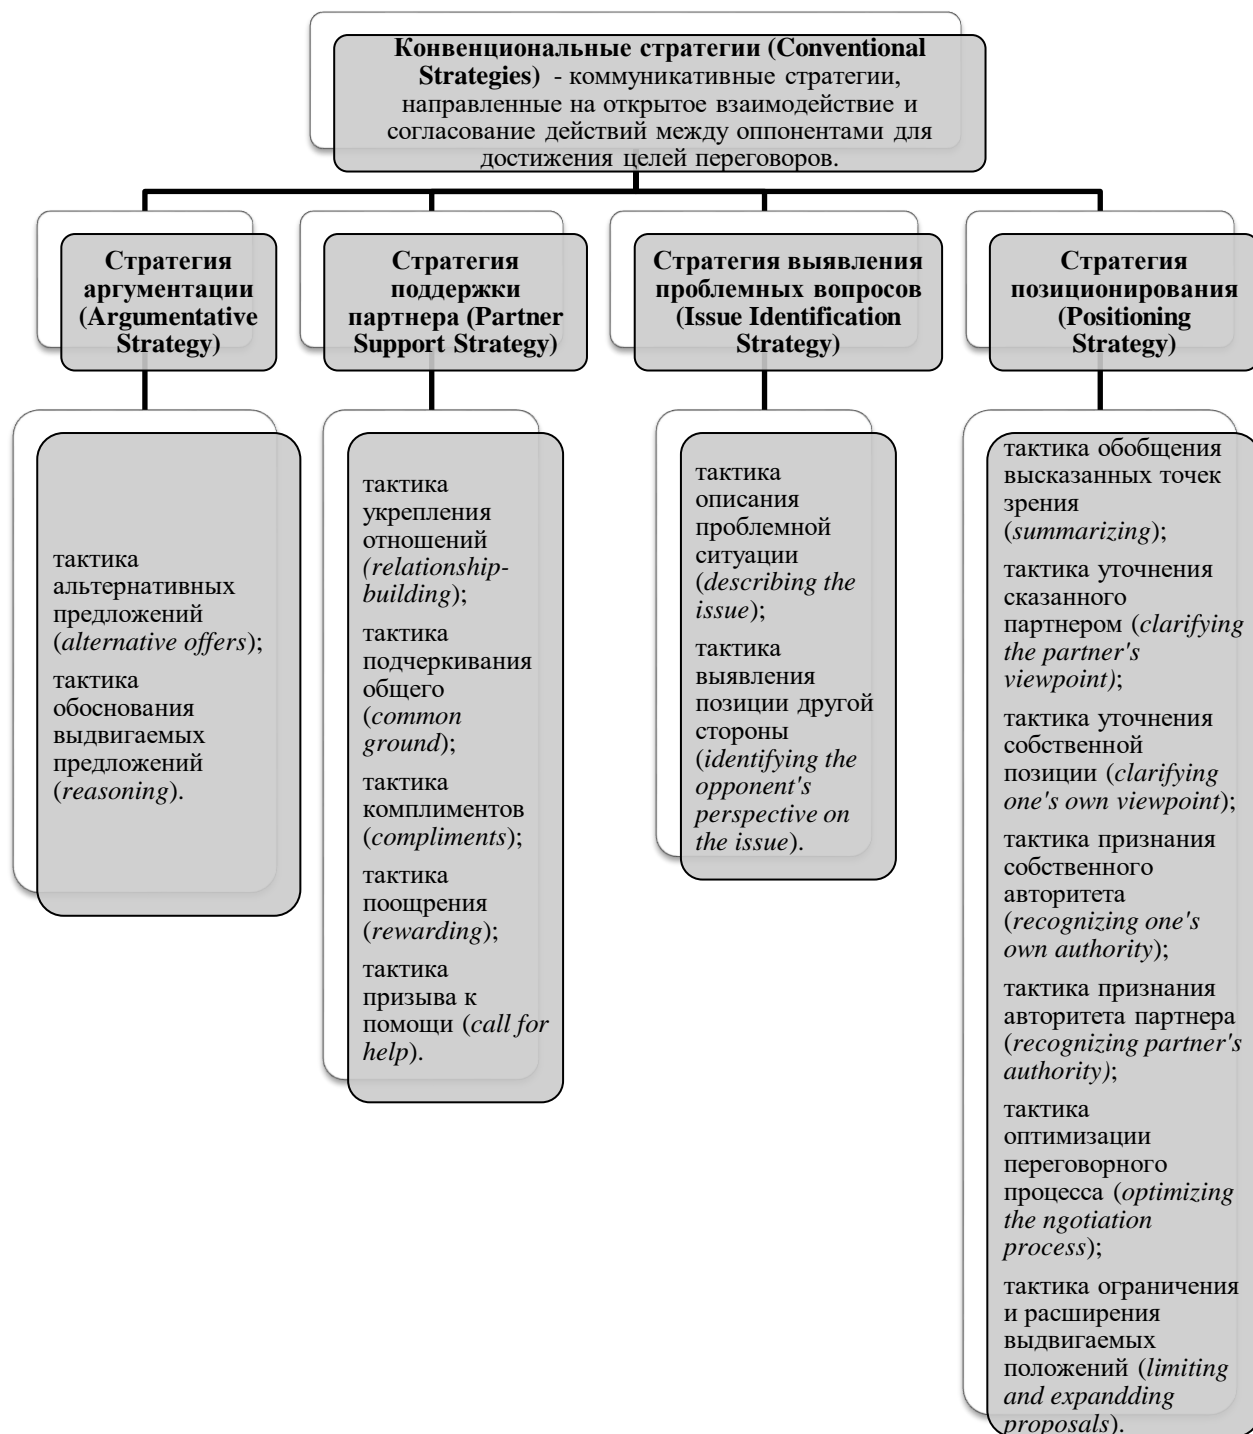 Конвенциональные стратегии (Conventional
Strategies) - коммуникативные стратегии,
направленные на открытое взаимодействие и
согласование действий между оппонентами для
достижения целей переговоров.
Стратегия
аргументации
(Argumentative
Strategy)
Стратегия
поддержки
партнера (Partner
Support Strategy)
Стратегия выявления
проблемных вопросов
(Issue Identification
Strategy)
Стратегия
позиционирования
(Positioning
Strategy)
тактика
альтернативных
предложений
(alternative offers);
тактика
обоснования
выдвигаемых
предложений
(reasoning).
тактика
укрепления
отношений
(relationship-
building);
тактика
подчеркивания
общего
(common
ground);
тактика
комплиментов
(compliments);
тактика
поощрения
(rewarding);
тактика
призыва к
помощи (call for
help).
тактика
описания
проблемной
ситуации
(describing the
issue);
тактика
выявления
позиции другой
стороны
(identifying the
opponent's
perspective on
the issue).
тактика обобщения
высказанных точек
зрения
(summarizing);
тактика уточнения
сказанного
партнером (clarifying
the partner's
viewpoint);
тактика уточнения
собственной
позиции (clarifying
one's own viewpoint);
тактика признания
собственного
авторитета
(recognizing one's
own authority);
тактика признания
авторитета партнера
(recognizing partner's
authority);
тактика
оптимизации
переговорного
процесса (optimizing
the ngotiation
process);
тактика ограничения
и расширения
выдвигаемых
положений (limiting
and expandding
proposals).